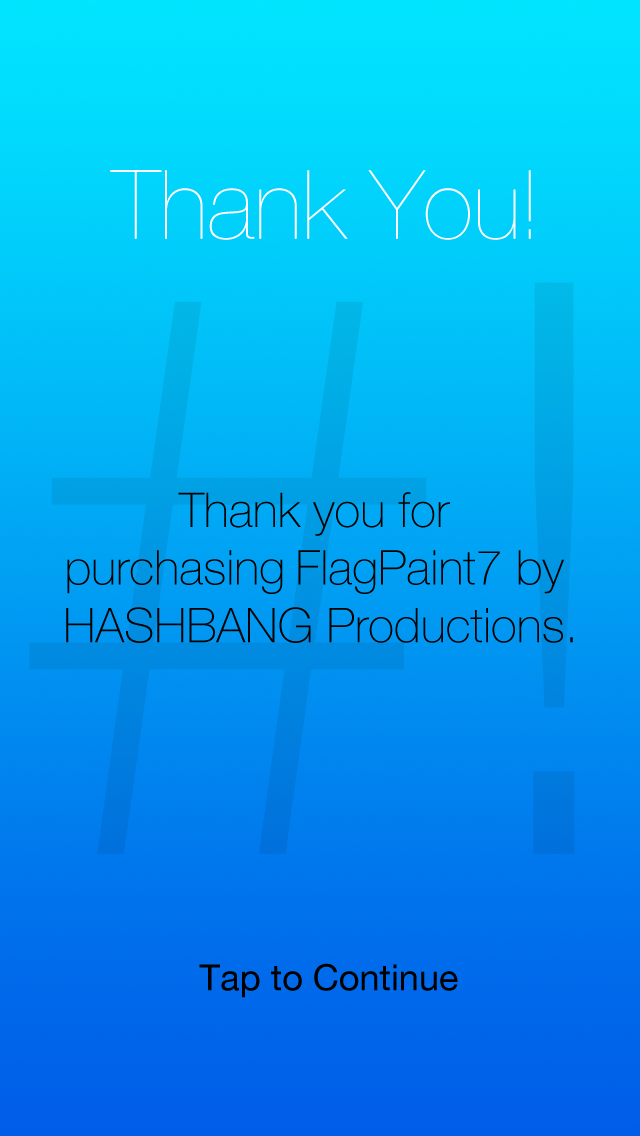 Thank You!
#!
Thank you for
purchasing FlagPaint7 by
HASHBANG Productions.
Tap to Continue